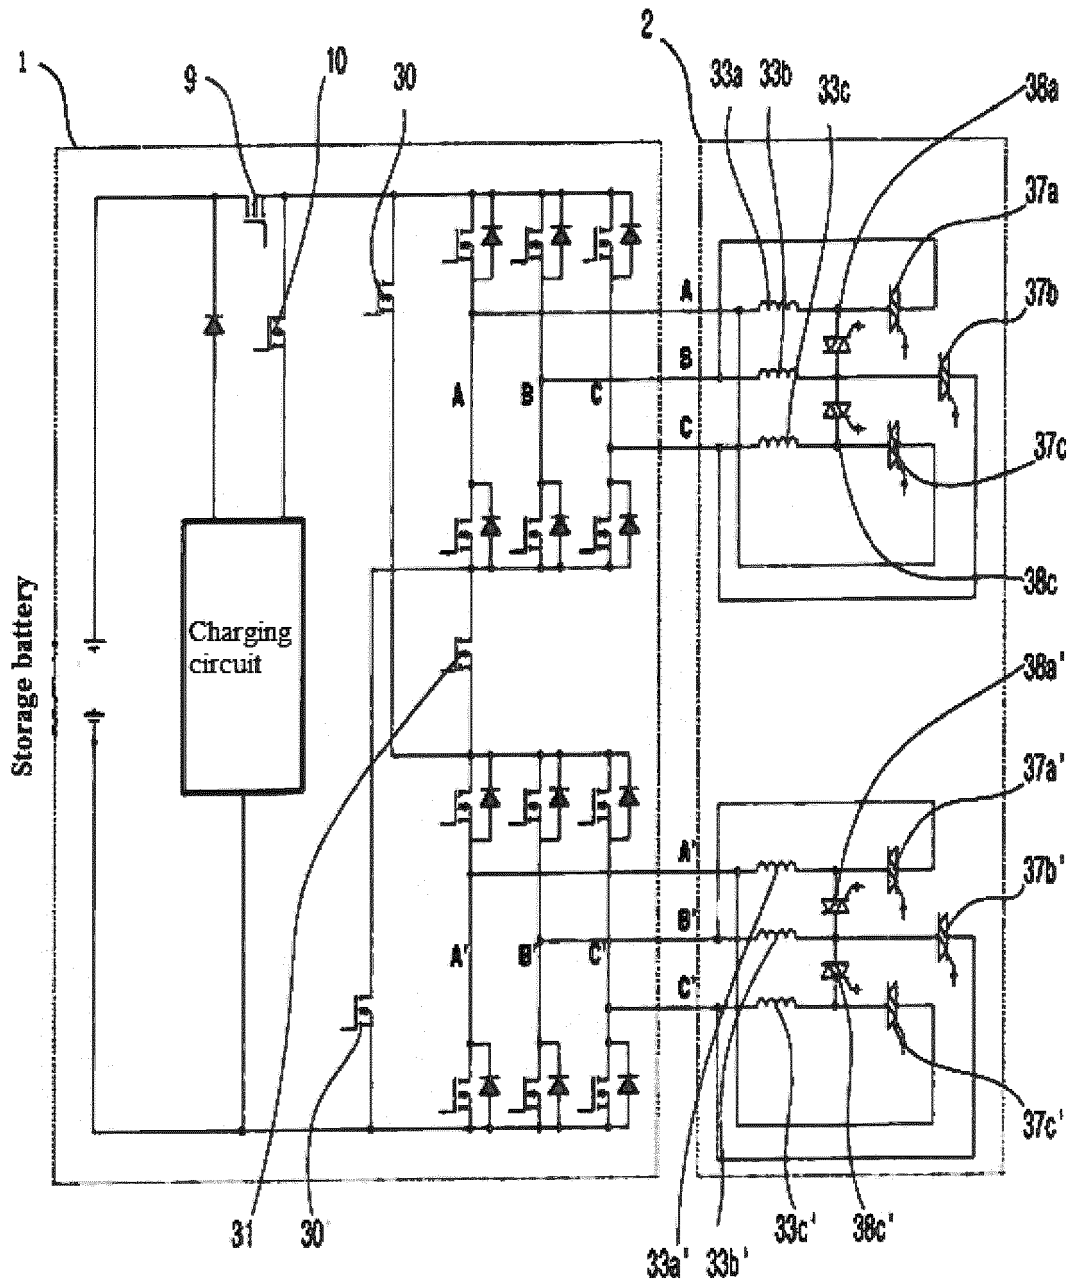 2
1
9
10
30
33a
33b
33c
38a
37a
37b
A
B
C
A
B
C
37c
38c
Storage battery
Charging
circuit
38a'
37a'
37b'
A'
B'
C'
A'
B'
C'
37c'
31
30
33a'
33b'
33c'
38c'